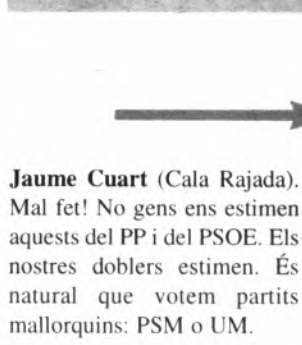 Jaume Cuart (Cala Rajada).
Mal fet! No gens ens estimen
aquests del PP i del PSOE. Els
nostres doblers estimen. És
natural que votem partits
mallorquins: PSM o UM.